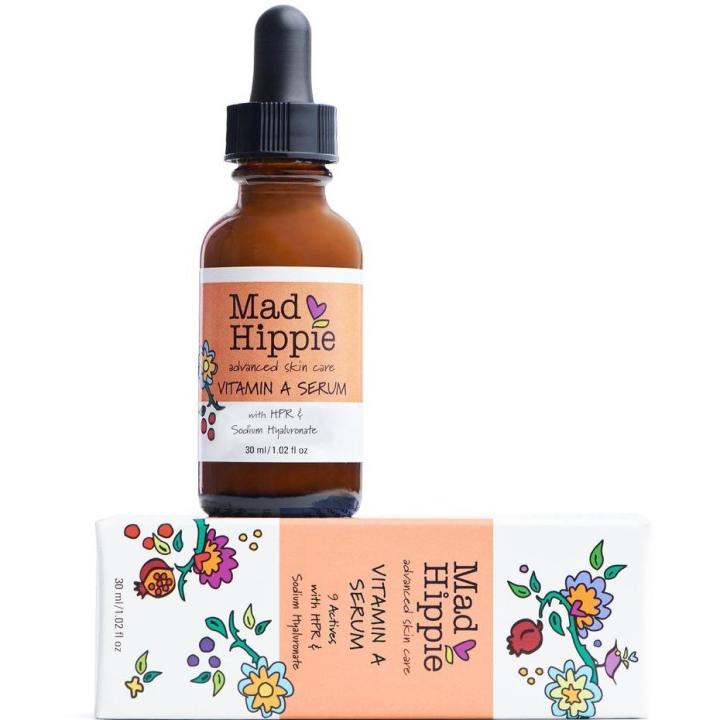 Mad
Hippie
advanced skin care
VITAMIN A SERUM
with HPR &
Sodium Hyaluronate
30 ml/1.02 fl oz
Mad
Hippie
advanced skin care
VITAMIN A
SERUM
9 Actives
with HPR &
Sodium Hyaluronate
30 ml/1.02 fl oz